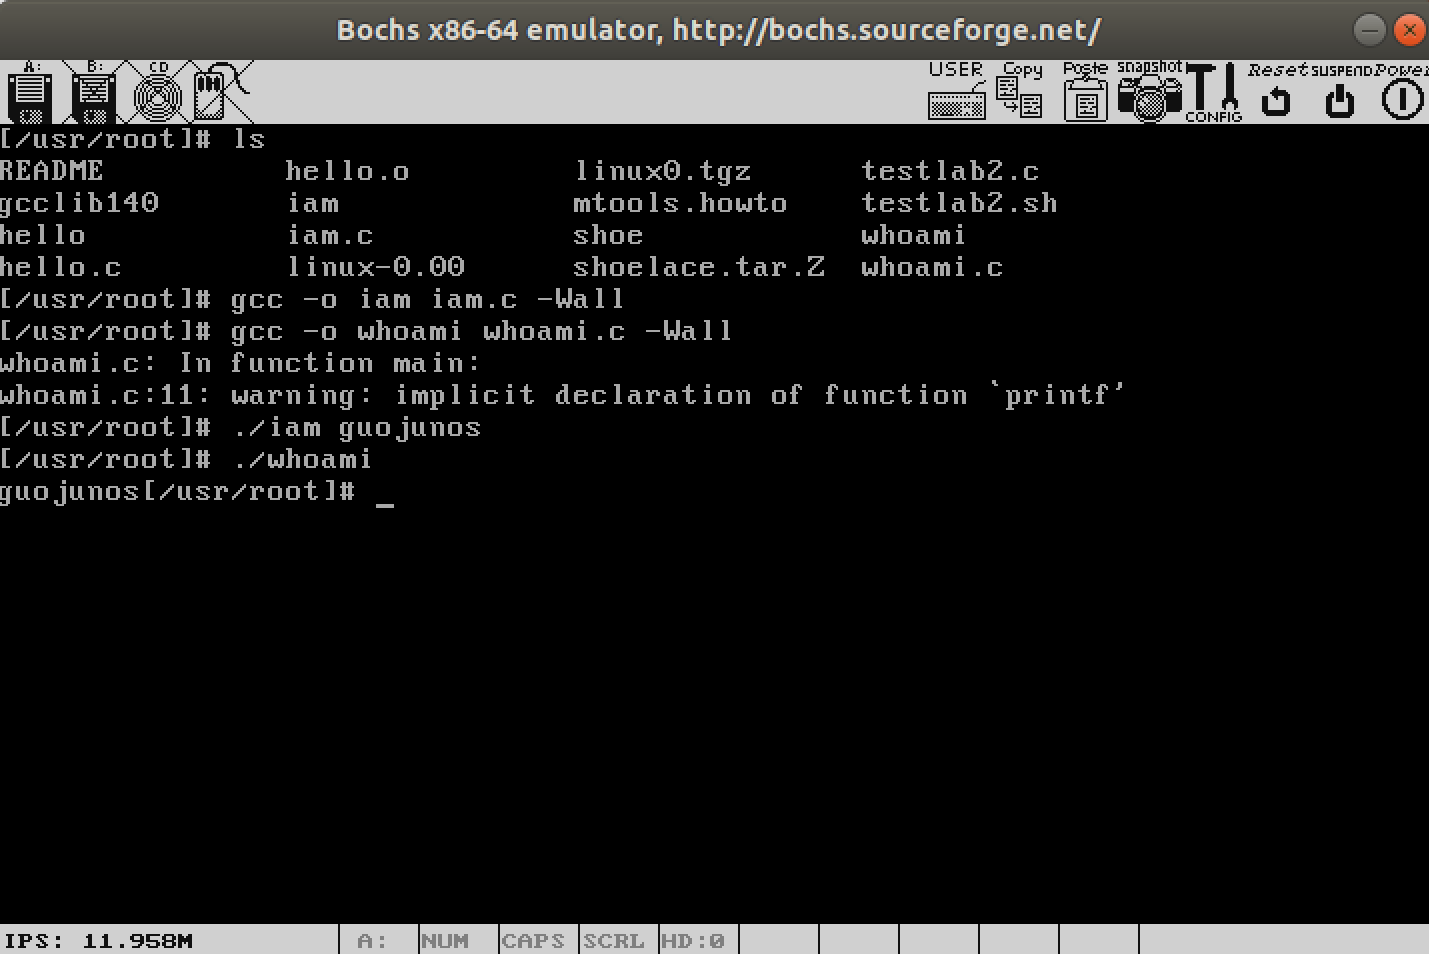 Bochs x86-64 emulator, http://bochs.sourceforge.net/
A: B: CD USER Copy Paste snapshot CONFIG Reset SUSPEND Power
[/usr/root]# ls
README hello.o linux0.tgz testlab2.c
gcclib140 iam mtools.howto testlab2.sh
hello iam.c shoe whoami
hello.c linux-0.00 shoelace.tar.Z whoami.c
[/usr/root]# gcc -o iam iam.c -Wall
[/usr/root]# gcc -o whoami whoami.c -Wall
whoami.c: In function main:
whoami.c:11: warning: implicit declaration of function `printf'
[/usr/root]# ./iam guojunos
[/usr/root]# ./whoami
guojunos[/usr/root]# _
IPS: 11.958M A: NUM CAPS SCRL HD:0